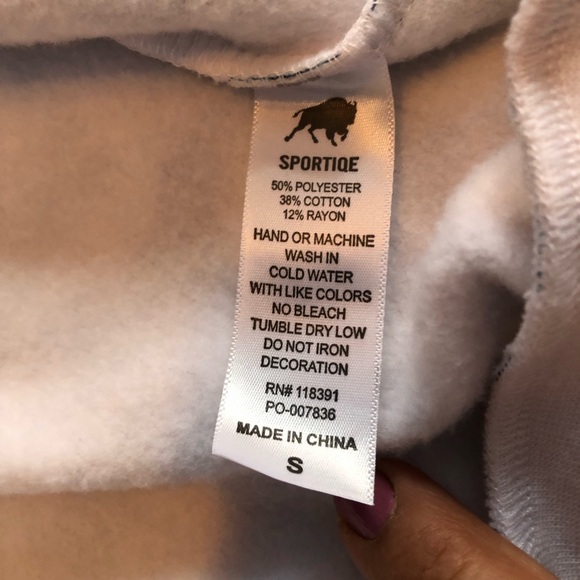 SPORTIQE
50% POLYESTER
38% COTTON
12% RAYON
HAND OR MACHINE
WASH IN
COLD WATER
WITH LIKE COLORS
NO BLEACH
TUMBLE DRY LOW
DO NOT IRON
DECORATION
RN# 118391
PO-007836
MADE IN CHINA
S